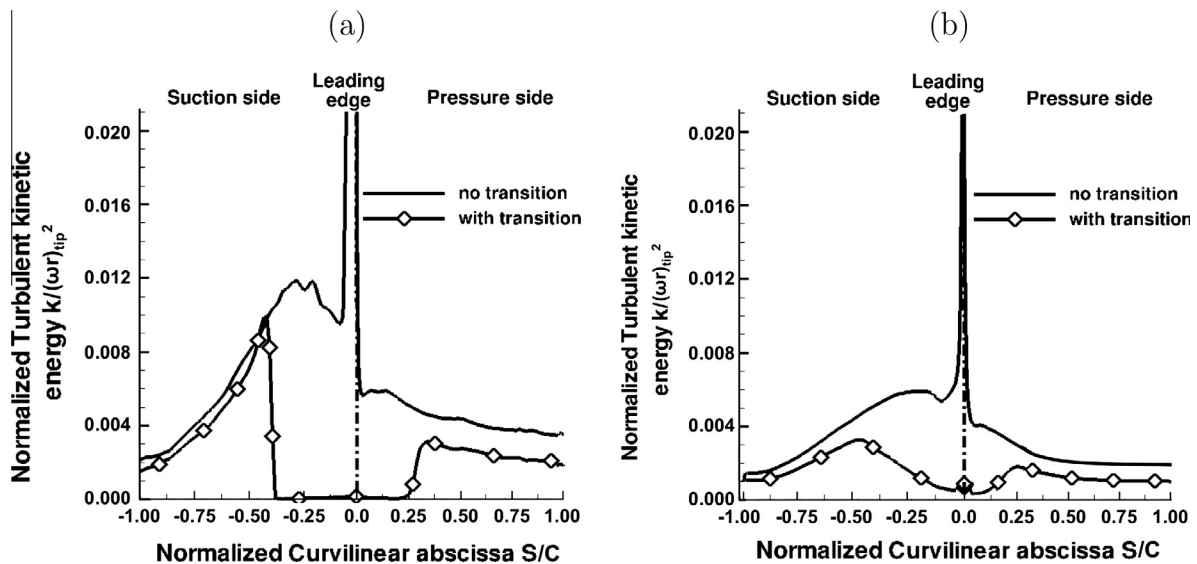 (a)
Suction side
Leading
edge
Pressure side
Normalized Turbulent kinetic
energy k/(ωr)tip²
0.020
0.016
0.012
0.008
0.004
0.000
no transition
with transition
-1.00 -0.75 -0.50 -0.25 0.0 0.25 0.50 0.75 1.00
Normalized Curvilinear abscissa S/C
(b)
Suction side
Leading
edge
Pressure side
Normalized Turbulent kinetic
energy k/(ωr)tip²
0.020
0.016
0.012
0.008
0.004
0.000
no transition
with transition
-1.00 -0.75 -0.50 -0.25 0.0 0.25 0.50 0.75 1.00
Normalized Curvilinear abscissa S/C